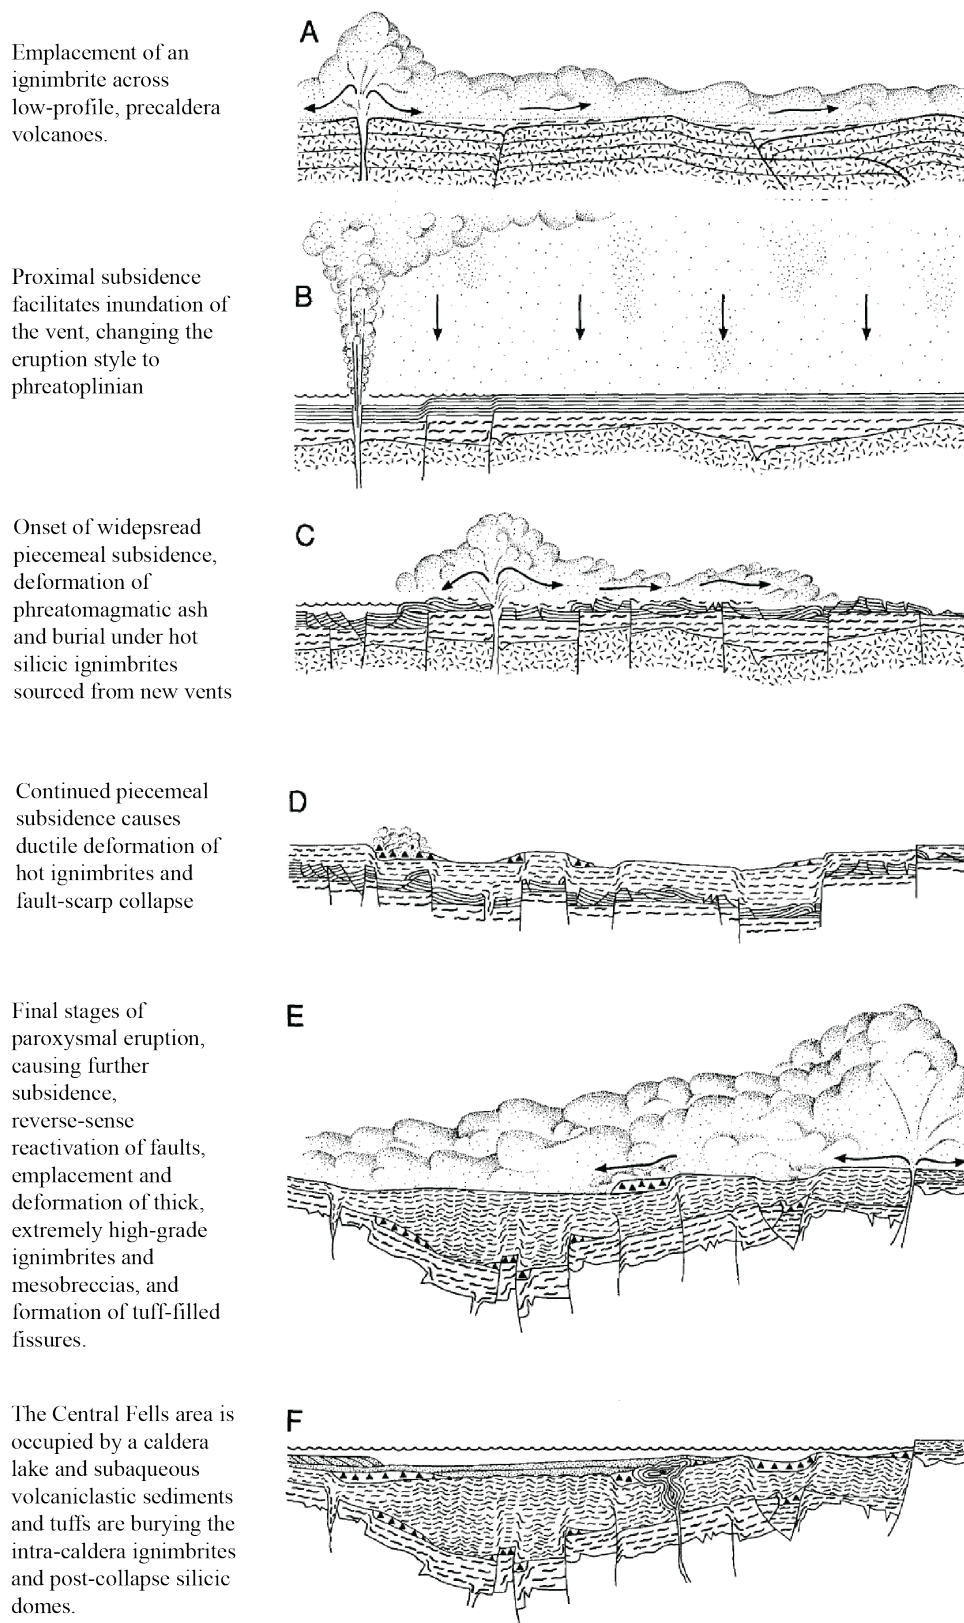 A
Emplacement of an
ignimbrite across
low-profile, precaldera
volcanoes.
B
Proximal subsidence
facilitates inundation of
the vent, changing the
eruption style to
phreatoplinian
C
Onset of widepsread
piecemeal subsidence,
deformation of
phreatomagmatic ash
and burial under hot
silicic ignimbrites
sourced from new vents
D
Continued piecemeal
subsidence causes
ductile deformation of
hot ignimbrites and
fault-scarp collapse
E
Final stages of
paroxysmal eruption,
causing further
subsidence,
reverse-sense
reactivation of faults,
emplacement and
deformation of thick,
extremely high-grade
ignimbrites and
mesobreccias, and
formation of tuff-filled
fissures.
F
The Central Fells area is
occupied by a caldera
lake and subaqueous
volcaniclastic sediments
and tuffs are burying the
intra-caldera ignimbrites
and post-collapse silicic
domes.